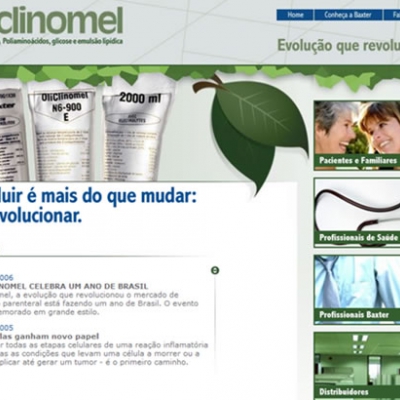 clinomel
Poliaminoácidos, glicose e emulsão lipídica
Home
Conheça a Baxter
Evolução que revolu
OliClinomel
N6-900
E
2000 ml
Pacientes e Familiares
uir é mais do que mudar:
volucionar.
Profissionais de Saúde
006
NOMEL CELEBRA UM ANO DE BRASIL
mel, a evolução que revolucionou o mercado de
parenteral está fazendo um ano de Brasil. O evento
emorado em grande estilo.
Profissionais Baxter
005
las ganham novo papel
r todas as etapas celulares de uma reação inflamatória
as as condições que levam uma célula a morrer ou a
plicar até gerar um tumor - é o primeiro caminho.
Distribuidores